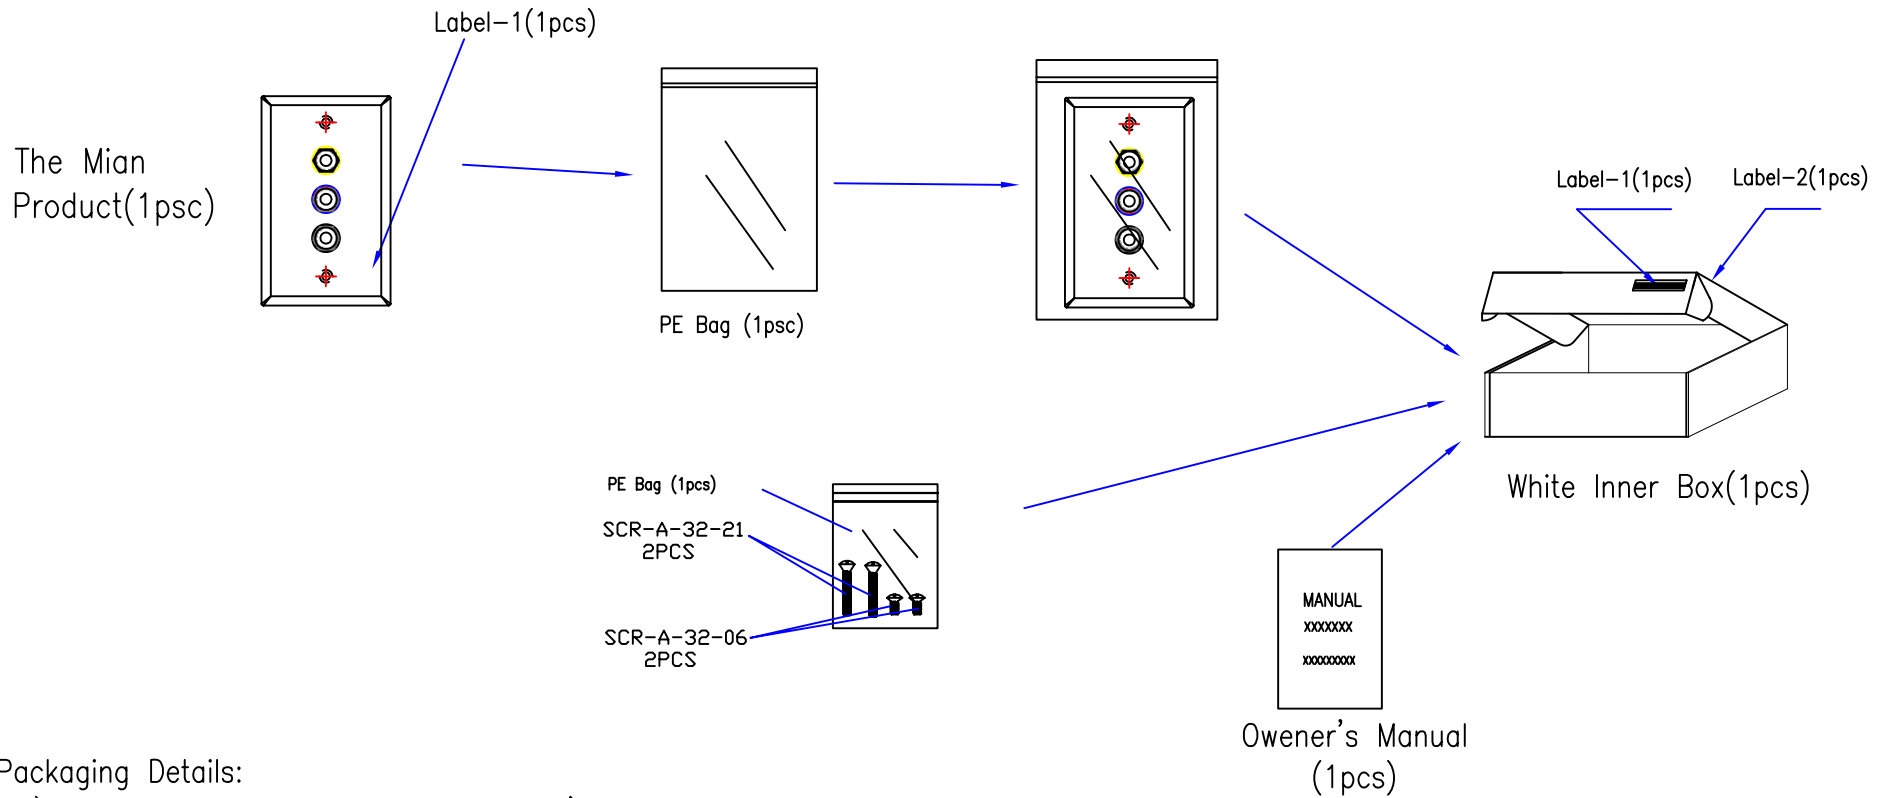 Label-1(1pcs)
The Mian
Product(1psc)
PE Bag (1psc)
Label-1(1pcs)
Label-2(1pcs)
White Inner Box(1pcs)
PE Bag (1pcs)
SCR-A-32-21
2PCS
SCR-A-32-06
2PCS
MANUAL
XXXXXXX
XXXXXXXXX
Owener's Manual
(1pcs)
Packaging Details: